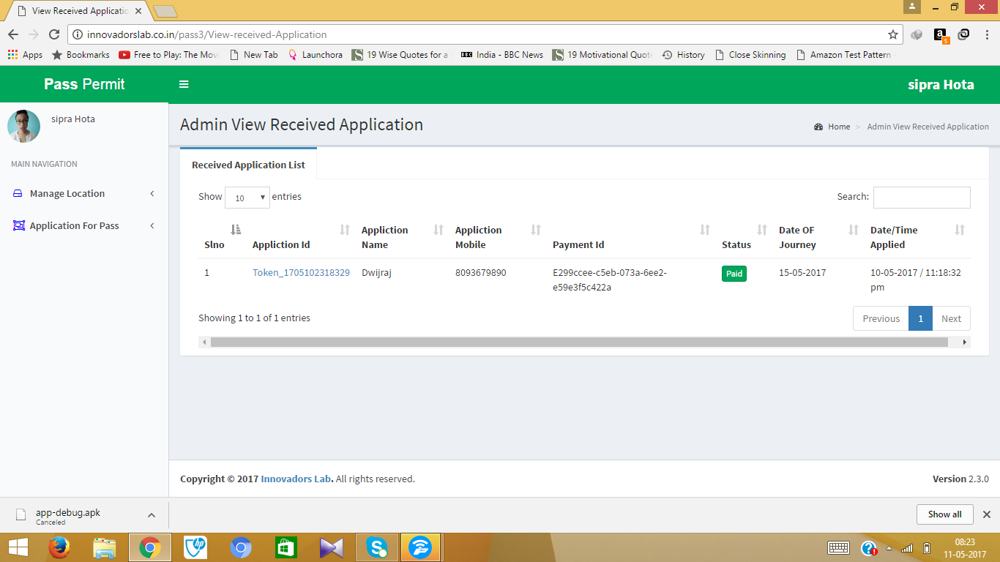 View Received Applicatio
innovadorslab.co.in/pass3/View-received-Application
Apps Bookmarks Free to Play: The Mov New Tab Launchora 19 Wise Quotes for a India - BBC News 19 Motivational Quot History Close Skinning Amazon Test Pattern
Pass Permit
sipra Hota
sipra Hota
Admin View Received Application
Home > Admin View Received Application
MAIN NAVIGATION
Manage Location
Application For Pass
Received Application List
Show 10 entries
Search:
Slno
Appliction Id
Appliction
Name
Appliction
Mobile
Payment Id
Status
Date OF
Journey
Date/Time
Applied
1 Token_1705102318329 Dwijraj 8093679890 E299ccee-c5eb-073a-6ee2- Paid 15-05-2017 10-05-2017 / 11:18:32
e59e3f5c422a pm
Showing 1 to 1 of 1 entries
Previous 1 Next
Copyright © 2017 Innovadors Lab. All rights reserved.
Version 2.3.0
app-debug.apk
Canceled
Show all
08:23
11-05-2017